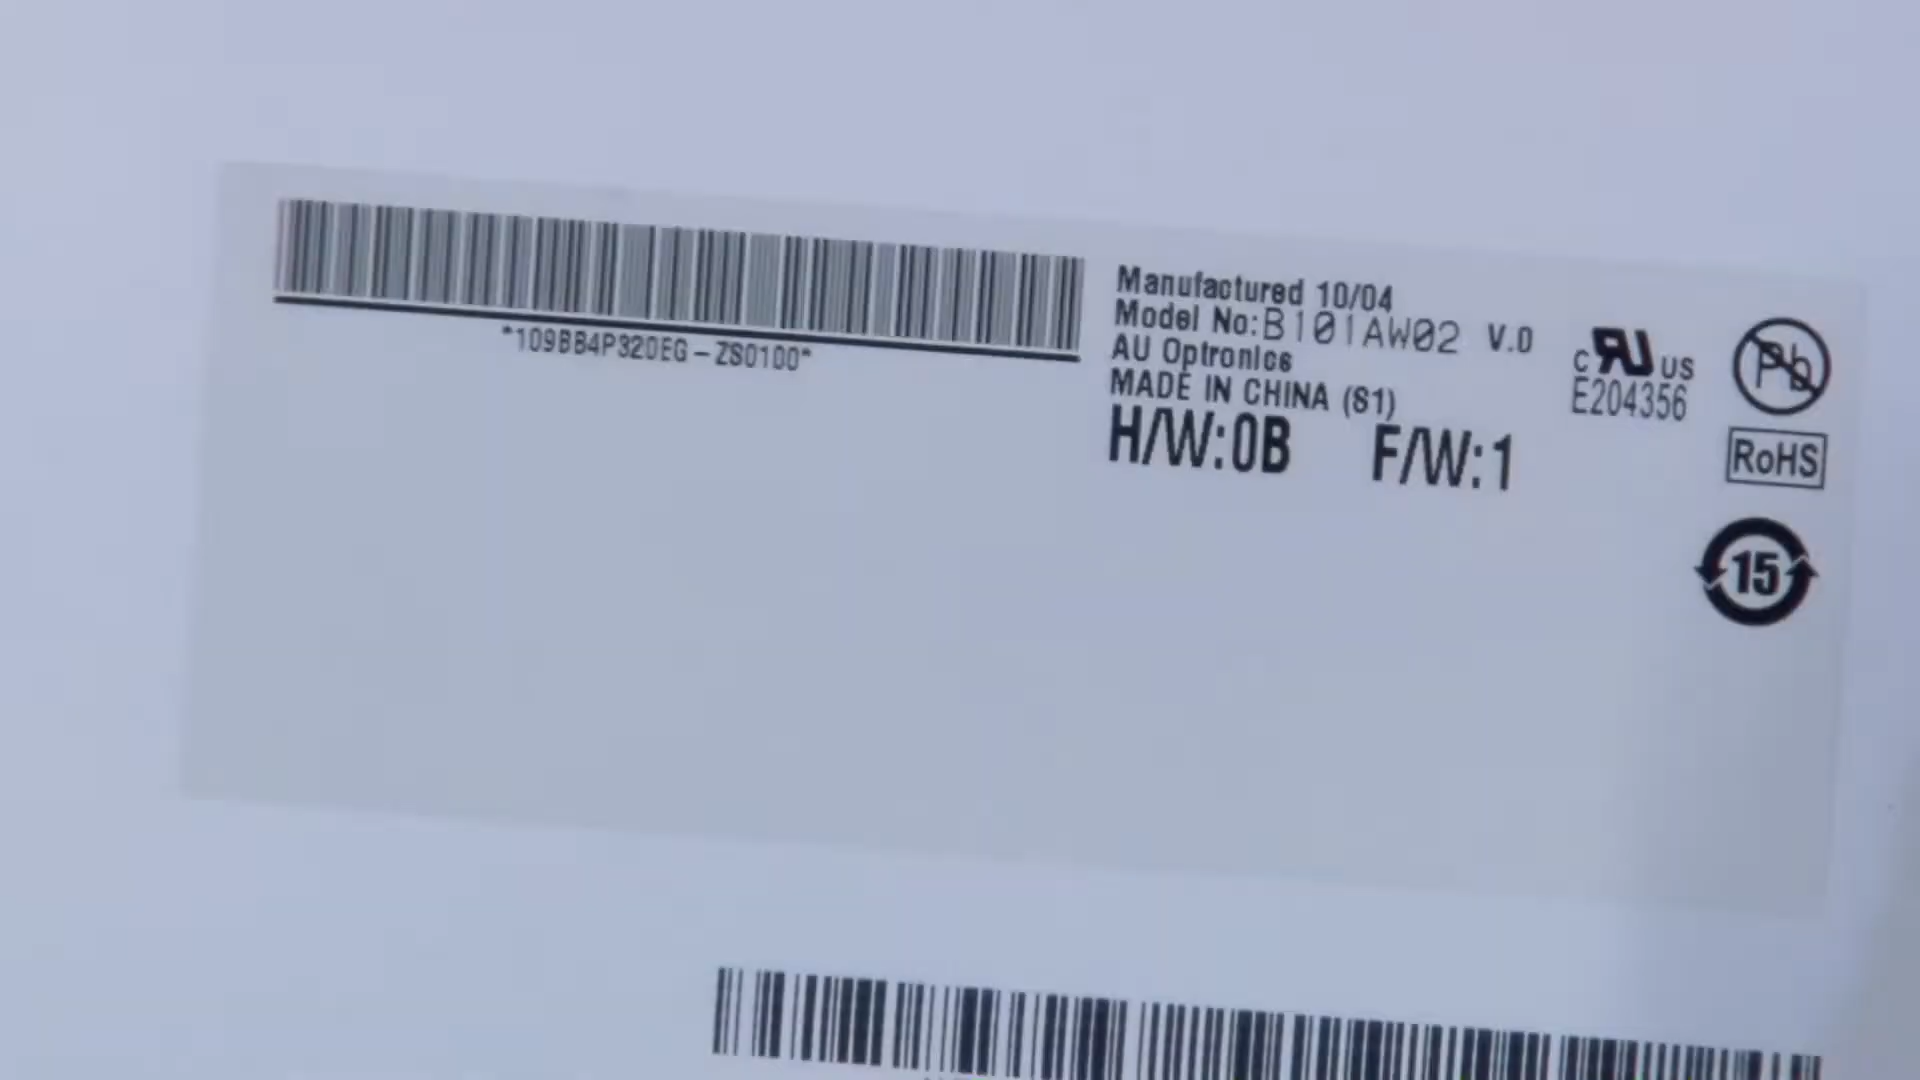 *109BB4P320EG-ZS0100*
Manufactured 10/04
Model No:B101AW02 V.0
AU Optronics
MADE IN CHINA (S1)
H/W:0B F/W:1
c RU US
E204356
Pb
RoHS
15